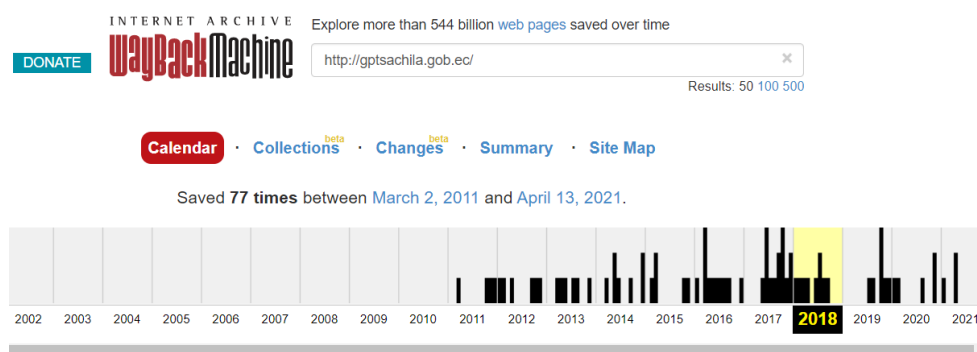 INTERNET ARCHIVE
WayBackMachine
DONATE
Explore more than 544 billion web pages saved over time
http://gptsachila.gob.ec/
×
Results: 50 100 500
Calendar · Collections beta · Changes beta · Summary · Site Map
Saved 77 times between March 2, 2011 and April 13, 2021.
2002 2003 2004 2005 2006 2007 2008 2009 2010 2011 2012 2013 2014 2015 2016 2017 2018 2019 2020 2021